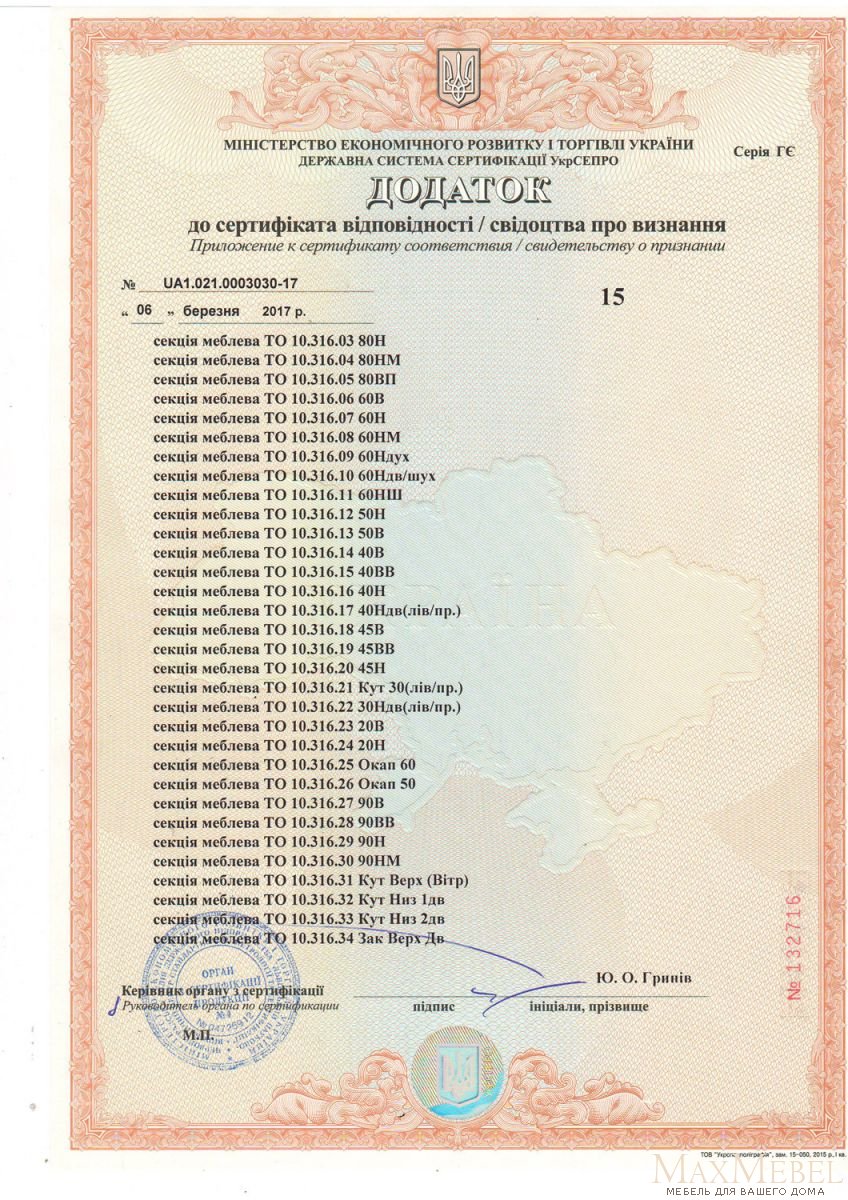 МІНІСТЕРСТВО ЕКОНОМІЧНОГО РОЗВИТКУ І ТОРГІВЛІ УКРАЇНИ
ДЕРЖАВНА СИСТЕМА СЕРТИФІКАЦІЇ УкрСЕПРО
Серія ГЄ
ДОДАТОК
до сертифіката відповідності / свідоцтва про визнання
Приложение к сертификату соответствия / свидетельству о признании
№ UA1.021.0003030-17
15
„ 06 ” березня 2017 р.
секція меблева ТО 10.316.03 80Н
секція меблева ТО 10.316.04 80НМ
секція меблева ТО 10.316.05 80ВП
секція меблева ТО 10.316.06 60В
секція меблева ТО 10.316.07 60Н
секція меблева ТО 10.316.08 60НМ
секція меблева ТО 10.316.09 60Ндух
секція меблева ТО 10.316.10 60Ндв/шух
секція меблева ТО 10.316.11 60НШ
секція меблева ТО 10.316.12 50Н
секція меблева ТО 10.316.13 50В
секція меблева ТО 10.316.14 40В
секція меблева ТО 10.316.15 40ВВ
секція меблева ТО 10.316.16 40Н
секція меблева ТО 10.316.17 40Ндв(лів/пр.)
секція меблева ТО 10.316.18 45В
секція меблева ТО 10.316.19 45ВВ
секція меблева ТО 10.316.20 45Н
секція меблева ТО 10.316.21 Кут 30(лів/пр.)
секція меблева ТО 10.316.22 30Ндв(лів/пр.)
секція меблева ТО 10.316.23 20В
секція меблева ТО 10.316.24 20Н
секція меблева ТО 10.316.25 Окап 60
секція меблева ТО 10.316.26 Окап 50
секція меблева ТО 10.316.27 90В
секція меблева ТО 10.316.28 90ВВ
секція меблева ТО 10.316.29 90Н
секція меблева ТО 10.316.30 90НМ
секція меблева ТО 10.316.31 Кут Верх (Вітр)
секція меблева ТО 10.316.32 Кут Низ 1дв
секція меблева ТО 10.316.33 Кут Низ 2дв
секція меблева ТО 10.316.34 Зак Верх Дв
№ 132716
ОРГАН
СЕРТИФІКАЦІЇ
ПРОДУКЦІЇ
№1
Ю. О. Гринів
Керівник органу з сертифікації
Руководитель органа по сертификации
підпис
ініціали, прізвище
М.П.
ТОВ "Укрспецполіграфія", зам. 15-050, 2015 р., І кв.
MAXMEBEL
МЕБЕЛЬ ДЛЯ ВАШЕГО ДОМА